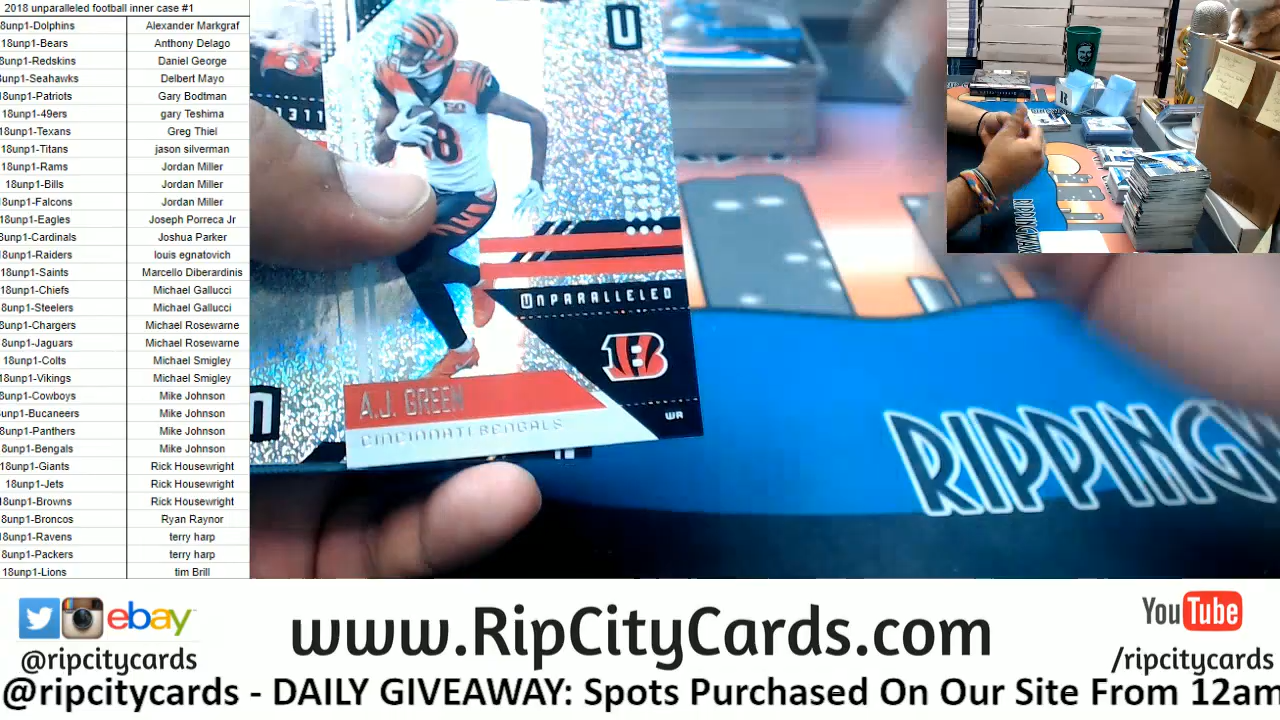 2018 unparalleled football inner case #1
8unp1-Dolphins Alexander Markgraf
18unp1-Bears Anthony Delago
8unp1-Redskins Daniel George
8unp1-Seahawks Delbert Mayo
18unp1-Patriots Gary Bodtman
18unp1-49ers gary Teshima
18unp1-Texans Greg Thiel
18unp1-Titans jason silverman
18unp1-Rams Jordan Miller
18unp1-Bills Jordan Miller
18unp1-Falcons Jordan Miller
18unp1-Eagles Joseph Porreca Jr
8unp1-Cardinals Joshua Parker
18unp1-Raiders louis egnatovich
18unp1-Saints Marcello Diberardinis
18unp1-Chiefs Michael Gallucci
18unp1-Steelers Michael Gallucci
8unp1-Chargers Michael Rosewarne
18unp1-Jaguars Michael Rosewarne
18unp1-Colts Michael Smigley
18unp1-Vikings Michael Smigley
8unp1-Cowboys Mike Johnson
unp1-Bucaneers Mike Johnson
8unp1-Panthers Mike Johnson
8unp1-Bengals Mike Johnson
18unp1-Giants Rick Housewright
18unp1-Jets Rick Housewright
18unp1-Browns Rick Housewright
8unp1-Broncos Ryan Raynor
18unp1-Ravens terry harp
8unp1-Packers terry harp
18unp1-Lions tim Brill
U
18
UNPARALLELED
B
A.J. GREEN
WR
CINCINNATI BENGALS
RIPPINGW
ebay
www.RipCityCards.com
YouTube
@ripcitycards
/ripcitycards
@ripcitycards - DAILY GIVEAWAY: Spots Purchased On Our Site From 12am